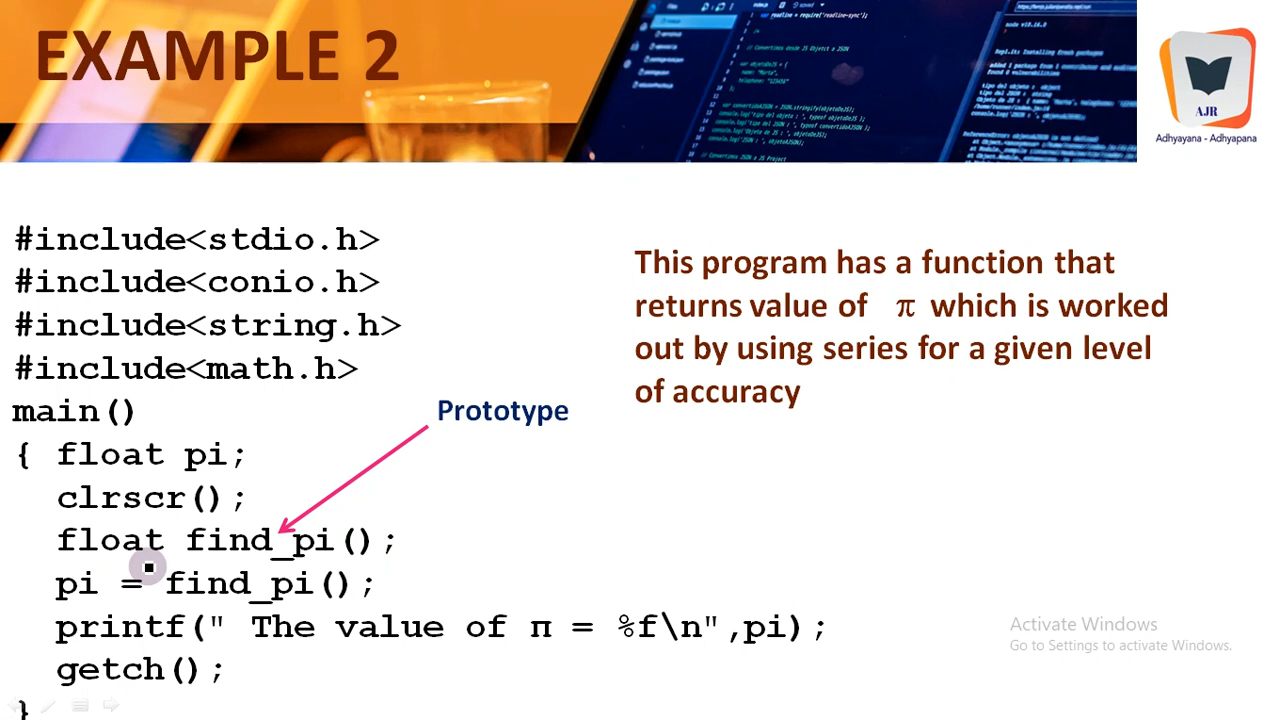 EXAMPLE 2
AJR
Adhyayana - Adhyapana
#include<stdio.h>
#include<conio.h>
#include<string.h>
#include<math.h>
main()
{ float pi;
clrscr();
float find_pi();
pi = find_pi();
printf(" The value of π = %f\n",pi);
getch();
}
Prototype
This program has a function that
returns value of π which is worked
out by using series for a given level
of accuracy
Activate Windows
Go to Settings to activate Windows.